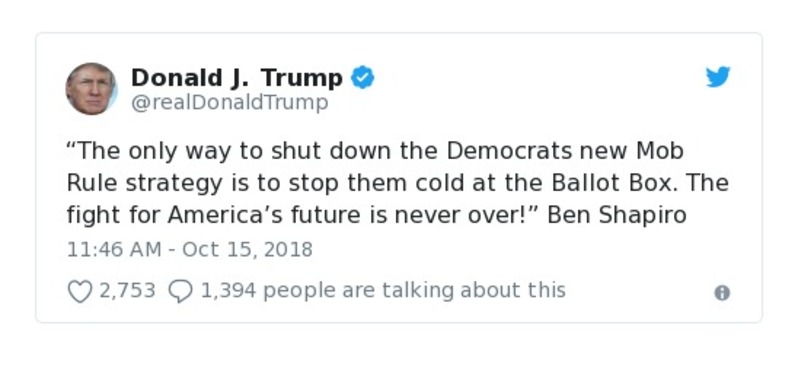 Donald J. Trump
@realDonaldTrump
“The only way to shut down the Democrats new Mob
Rule strategy is to stop them cold at the Ballot Box. The
fight for America’s future is never over!” Ben Shapiro
11:46 AM - Oct 15, 2018
2,753 1,394 people are talking about this